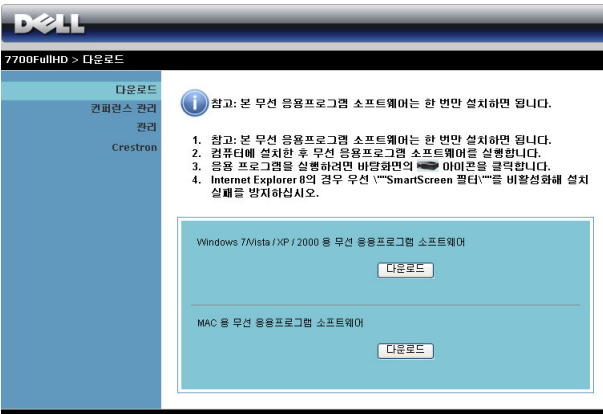 DELL
7700FullHD > 다운로드
다운로드
컨퍼런스 관리
관리
Crestron
참고: 본 무선 응용프로그램 소프트웨어는 한 번만 설치하면 됩니다.
1. 참고: 본 무선 응용프로그램 소프트웨어는 한 번만 설치하면 됩니다.
2. 컴퓨터에 설치한 후 무선 응용프로그램 소프트웨어를 실행합니다.
3. 응용 프로그램을 실행하려면 바탕화면의 아이콘을 클릭합니다.
4. Internet Explorer 8의 경우 무선 \""SmartScreen 필터\""를 비활성화해 설치
실패를 방지하십시오.
Windows 7/Vista / XP / 2000 용 무선 응용프로그램 소프트웨어
다운로드
MAC 용 무선 응용프로그램 소프트웨어
다운로드